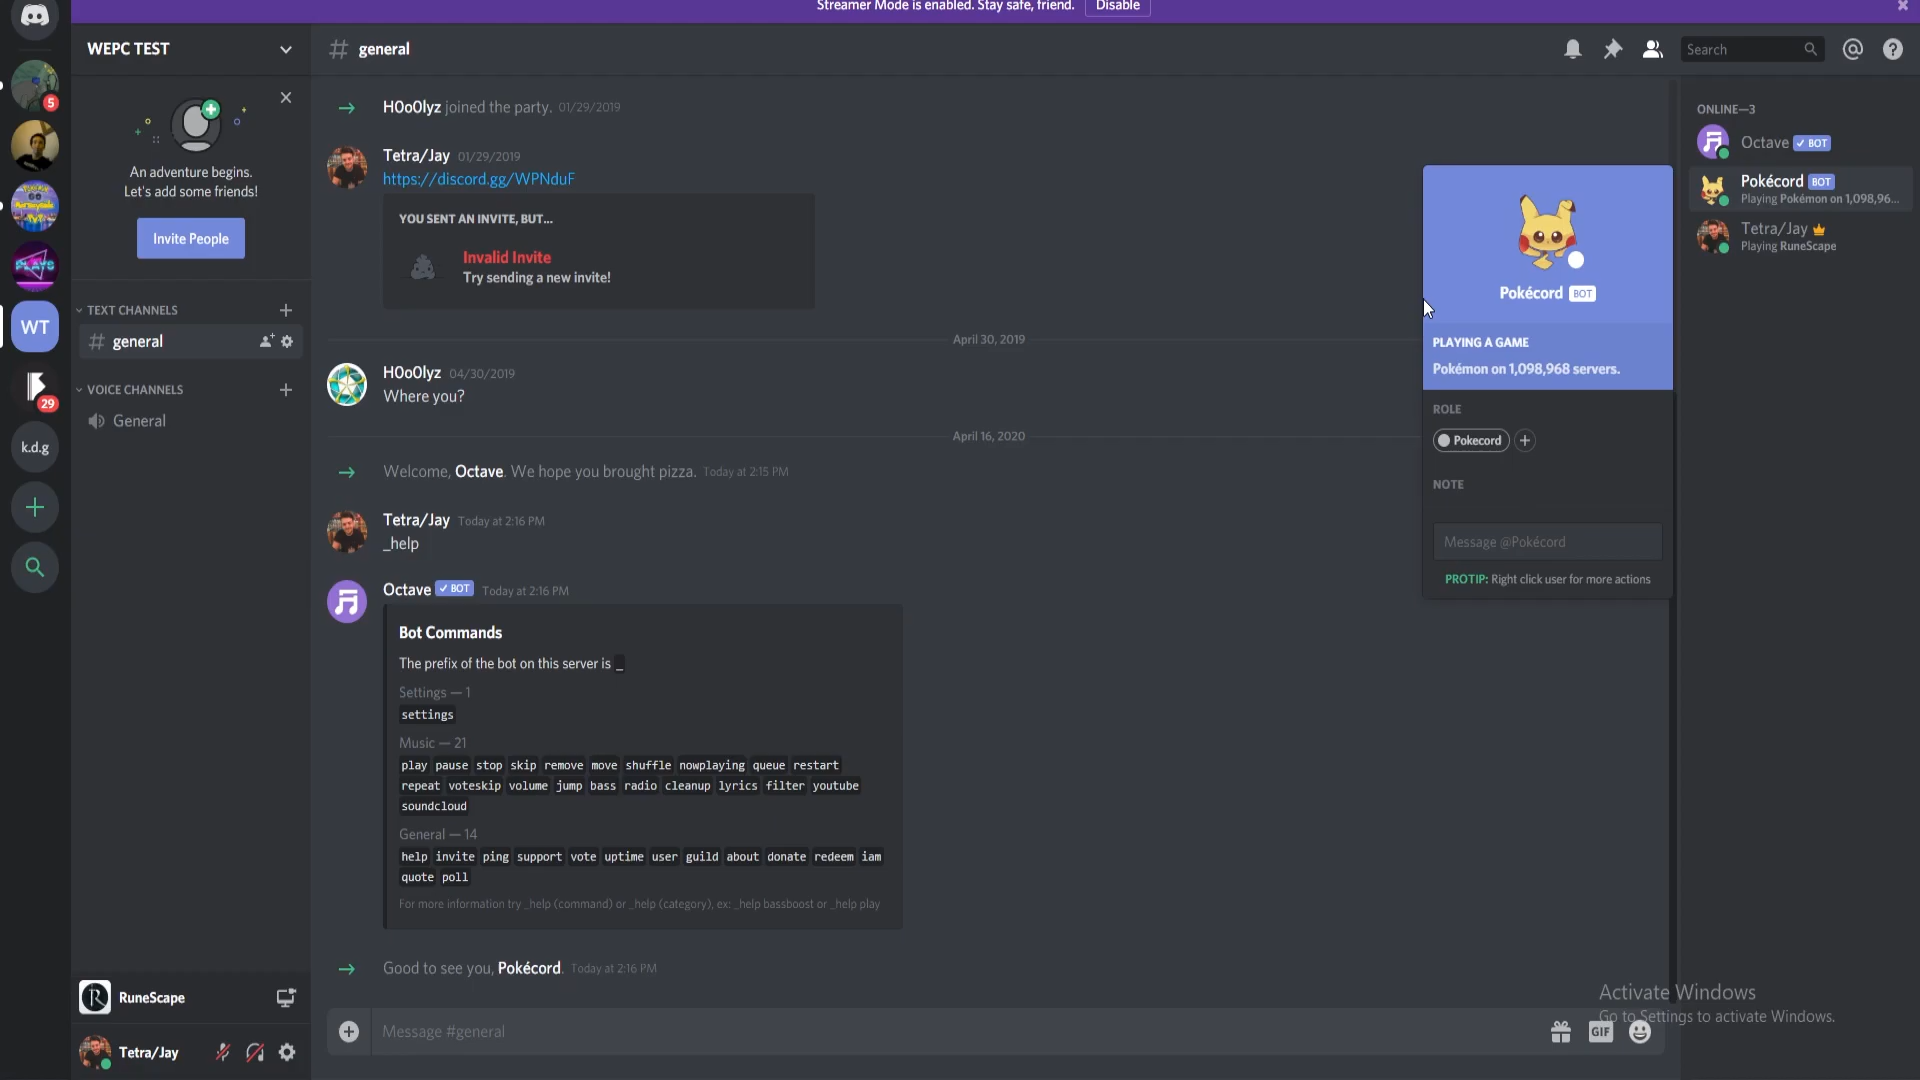 Streamer Mode is enabled. Stay safe, friend. Disable
WEPC TEST
# general
Search
5
An adventure begins.
Let's add some friends!
Invite People
TEXT CHANNELS
# general
VOICE CHANNELS
General
PLAYS
WT
29
k.d.g
RuneScape
Tetra/Jay
H0o0lyz joined the party. 01/29/2019
Tetra/Jay 01/29/2019
https://discord.gg/WPNduF
YOU SENT AN INVITE, BUT...
Invalid Invite
Try sending a new invite!
April 30, 2019
H0o0lyz 04/30/2019
Where you?
April 16, 2020
Welcome, Octave. We hope you brought pizza. Today at 2:15 PM
Tetra/Jay Today at 2:16 PM
_help
Octave BOT Today at 2:16 PM
Bot Commands
The prefix of the bot on this server is _
Settings — 1
settings
Music — 21
play pause stop skip remove move shuffle nowplaying queue restart
repeat voteskip volume jump bass radio cleanup lyrics filter youtube
soundcloud
General — 14
help invite ping support vote uptime user guild about donate redeem iam
quote poll
For more information try _help (command) or _help (category), ex: _help bassboost or _help play
Good to see you, Pokécord. Today at 2:16 PM
Message #general
GIF
Pokécord BOT
PLAYING A GAME
Pokémon on 1,098,968 servers.
ROLE
Pokecord
NOTE
Message @Pokécord
PROTIP: Right click user for more actions
ONLINE—3
Octave BOT
Pokécord BOT
Playing Pokémon on 1,098,96...
Tetra/Jay
Playing RuneScape
Activate Windows
Go to Settings to activate Windows.